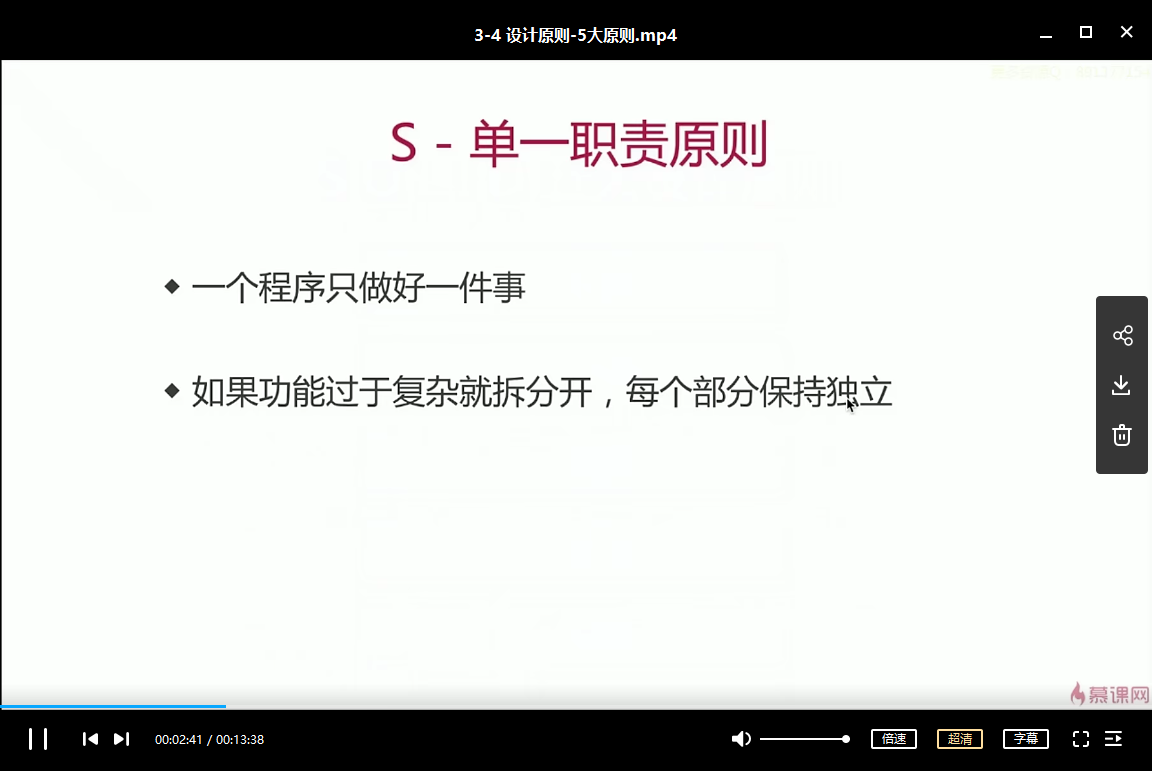 3-4 设计原则-5大原则.mp4
S - 单一职责原则
◆ 一个程序只做好一件事
◆ 如果功能过于复杂就拆分开，每个部分保持独立
慕课网
00:02:41 / 00:13:38
倍速
超清
字幕